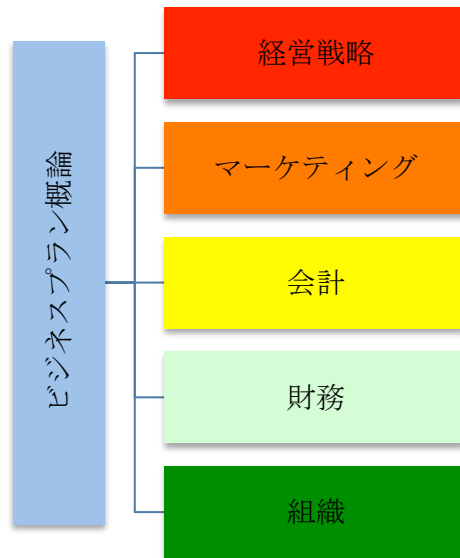 ビジネスプラン概論
経営戦略
マーケティング
会計
財務
組織